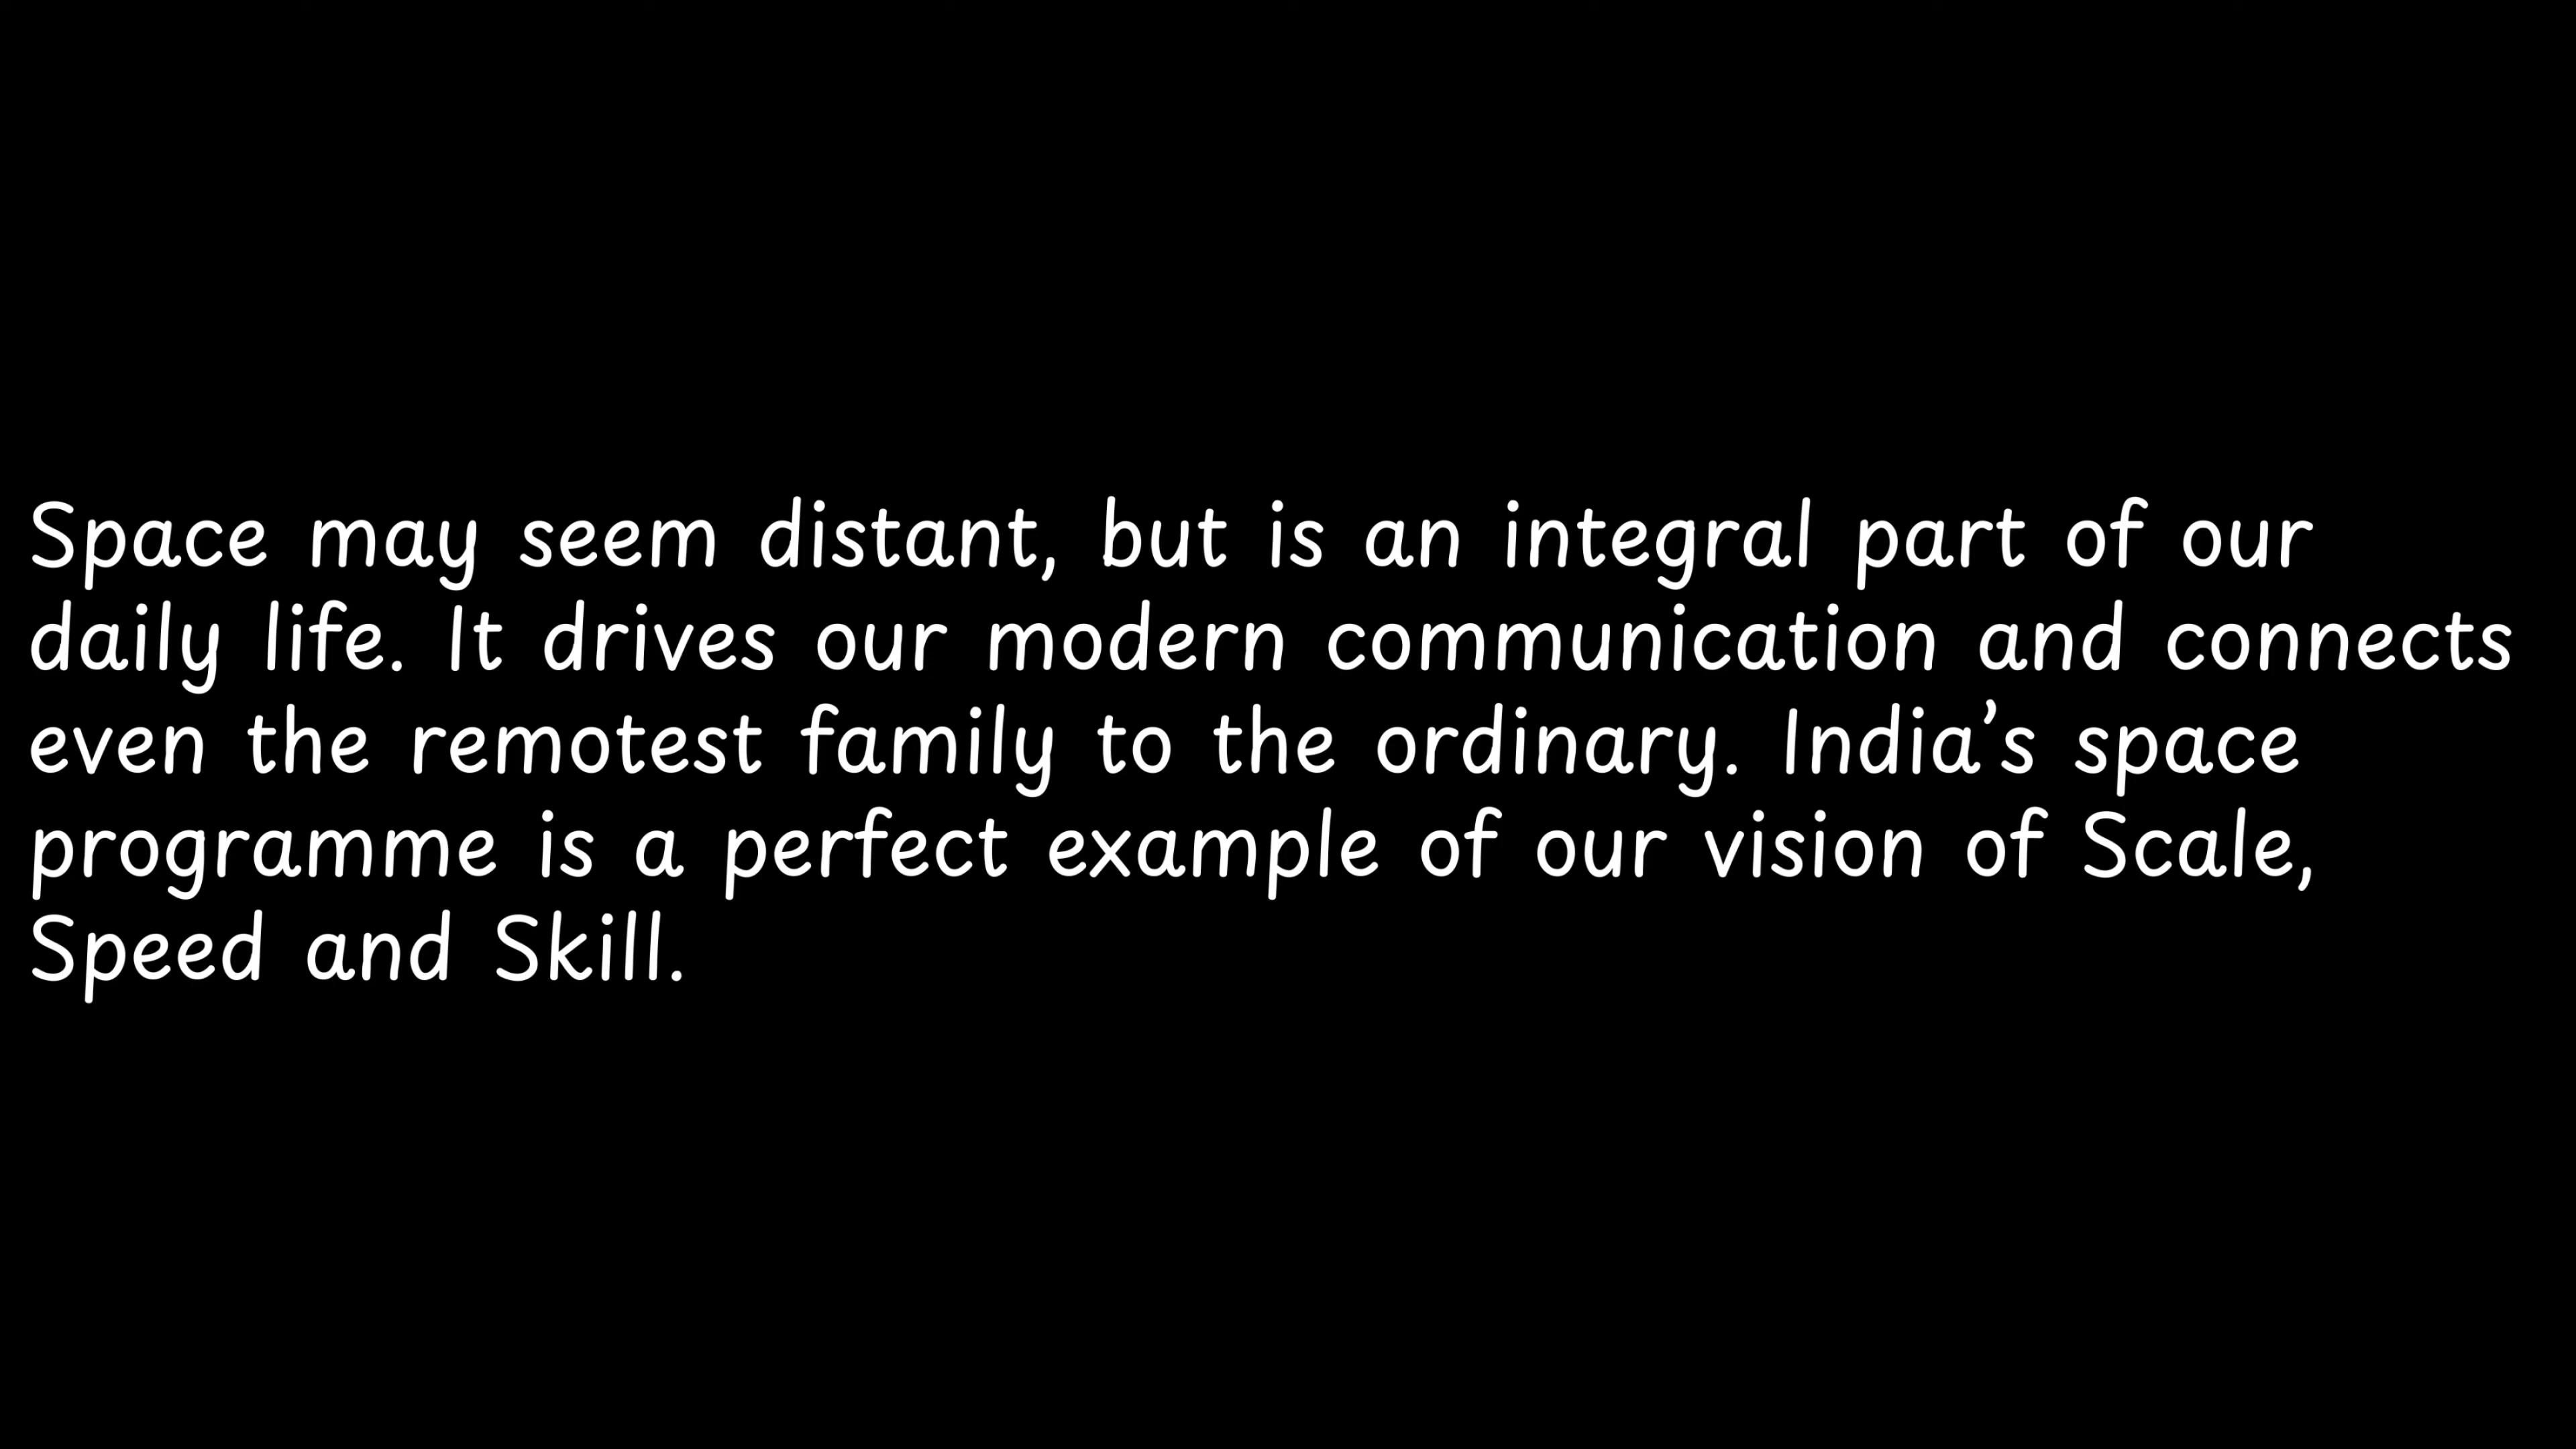 Space may seem distant, but is an integral part of our
daily life. It drives our modern communication and connects
even the remotest family to the ordinary. India’s space
programme is a perfect example of our vision of Scale,
Speed and Skill.